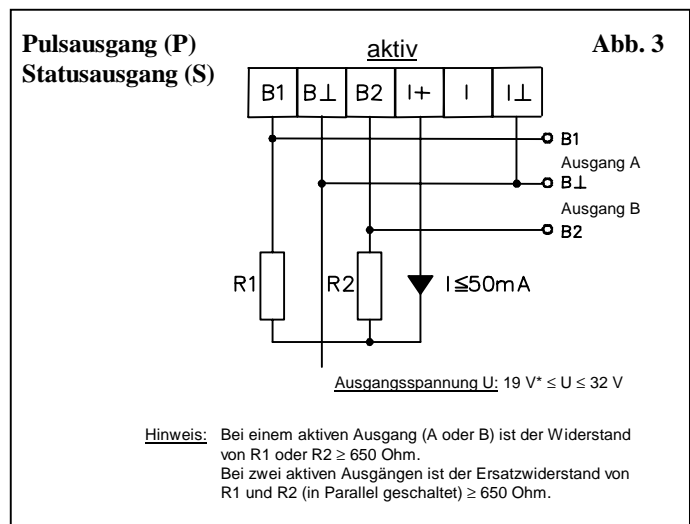 Pulsausgang (P)
Statusausgang (S)
aktiv
Abb. 3
B1 B⊥ B2 I+ I I⊥
B1
Ausgang A
B⊥
Ausgang B
B2
R1
R2
I≦50mA
Ausgangsspannung U: 19 V* ≤ U ≤ 32 V
Hinweis: Bei einem aktiven Ausgang (A oder B) ist der Widerstand
von R1 oder R2 ≥ 650 Ohm.
Bei zwei aktiven Ausgängen ist der Ersatzwiderstand von
R1 und R2 (in Parallel geschaltet) ≥ 650 Ohm.